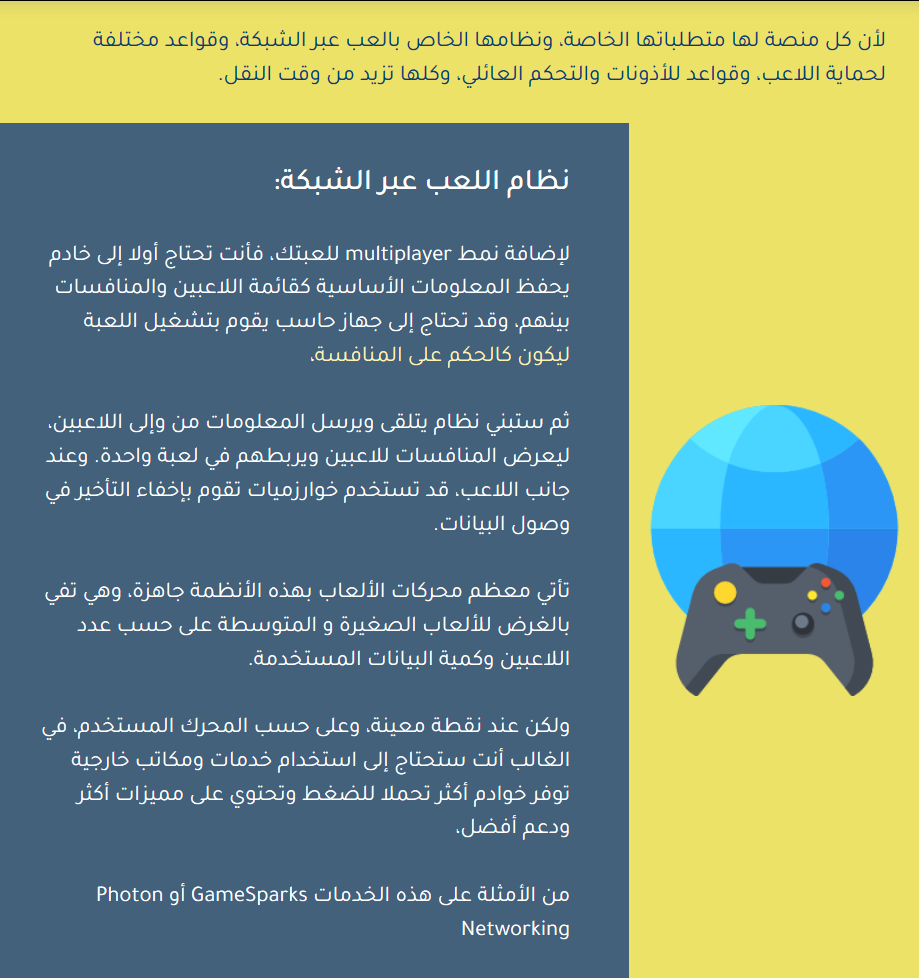 لأن كل منصة لها متطلباتها الخاصة، ونظامها الخاص بالعب عبر الشبكة، وقواعد مختلفة
لحماية اللاعب، وقواعد للأذونات والتحكم العائلي، وكلها تزيد من وقت النقل.
نظام اللعب عبر الشبكة:
لإضافة نمط multiplayer للعبتك، فأنت تحتاج أولا إلى خادم
يحفظ المعلومات الأساسية كقائمة اللاعبين والمنافسات
بينهم، وقد تحتاج إلى جهاز حاسب يقوم بتشغيل اللعبة
ليكون كالحكم على المنافسة،
ثم ستبني نظام يتلقى ويرسل المعلومات من وإلى اللاعبين،
ليعرض المنافسات للاعبين ويربطهم في لعبة واحدة. وعند
جانب اللاعب، قد تستخدم خوارزميات تقوم بإخفاء التأخير في
وصول البيانات.
تأتي معظم محركات الألعاب بهذه الأنظمة جاهزة، وهي تفي
بالغرض للألعاب الصغيرة و المتوسطة على حسب عدد
اللاعبين وكمية البيانات المستخدمة.
ولكن عند نقطة معينة، وعلى حسب المحرك المستخدم، في
الغالب أنت ستحتاج إلى استخدام خدمات ومكاتب خارجية
توفر خوادم أكثر تحملا للضغط وتحتوي على مميزات أكثر
ودعم أفضل،
من الأمثلة على هذه الخدمات GameSparks أو Photon
Networking